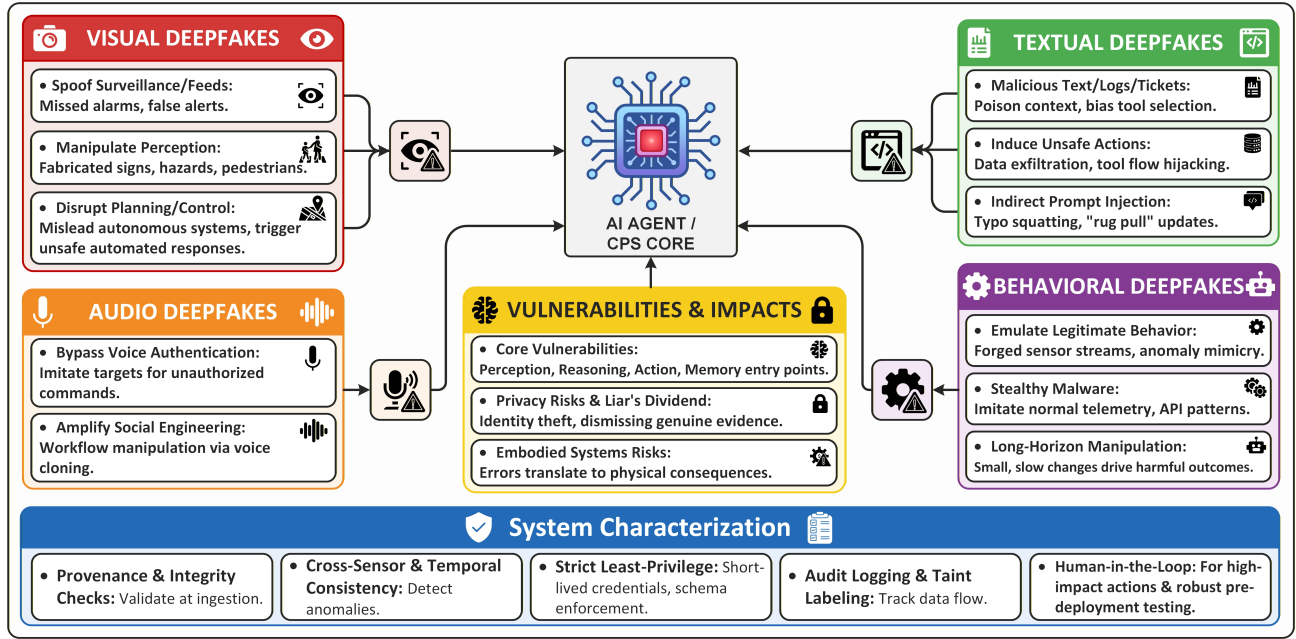 VISUAL DEEPFAKES
• Spoof Surveillance/Feeds:
Missed alarms, false alerts.
• Manipulate Perception:
Fabricated signs, hazards, pedestrians.
• Disrupt Planning/Control:
Mislead autonomous systems, trigger
unsafe automated responses.
AUDIO DEEPFAKES
• Bypass Voice Authentication:
Imitate targets for unauthorized
commands.
• Amplify Social Engineering:
Workflow manipulation via voice
cloning.
AI AGENT /
CPS CORE
VULNERABILITIES & IMPACTS
• Core Vulnerabilities:
Perception, Reasoning, Action, Memory entry points.
• Privacy Risks & Liar's Dividend:
Identity theft, dismissing genuine evidence.
• Embodied Systems Risks:
Errors translate to physical consequences.
TEXTUAL DEEPFAKES
• Malicious Text/Logs/Tickets:
Poison context, bias tool selection.
• Induce Unsafe Actions:
Data exfiltration, tool flow hijacking.
• Indirect Prompt Injection:
Typo squatting, "rug pull" updates.
BEHAVIORAL DEEPFAKES
• Emulate Legitimate Behavior:
Forged sensor streams, anomaly mimicry.
• Stealthy Malware:
Imitate normal telemetry, API patterns.
• Long-Horizon Manipulation:
Small, slow changes drive harmful outcomes.
System Characterization
• Provenance & Integrity
Checks: Validate at ingestion.
• Cross-Sensor & Temporal
Consistency: Detect
anomalies.
• Strict Least-Privilege: Short-
lived credentials, schema
enforcement.
• Audit Logging & Taint
Labeling: Track data flow.
• Human-in-the-Loop: For high-
impact actions & robust pre-
deployment testing.